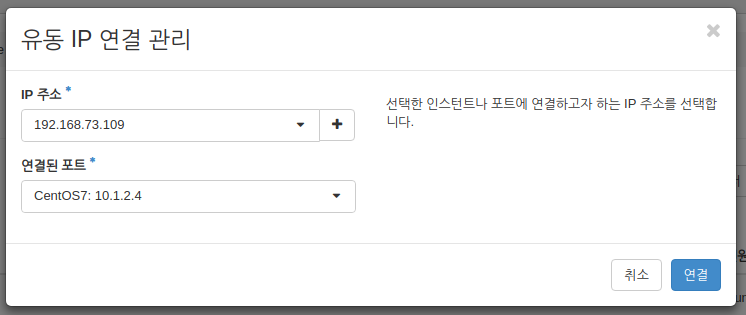 유동 IP 연결 관리
×
IP 주소 *
192.168.73.109
+
선택한 인스턴트나 포트에 연결하고자 하는 IP 주소를 선택합
니다.
연결된 포트 *
CentOS7: 10.1.2.4
취소
연결